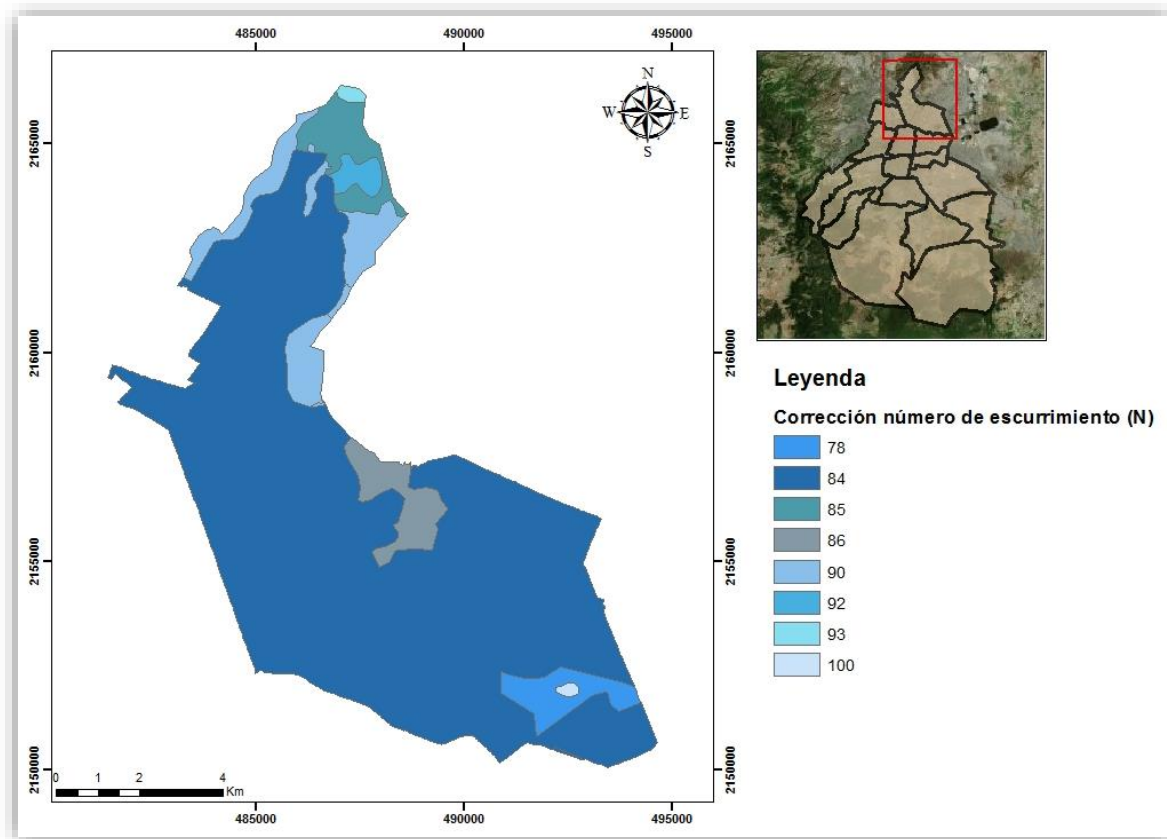 485000 490000 495000
N
W E
S
2165000 2165000
2160000 2160000
2155000 2155000
2150000 2150000
0 1 2 4
Km
485000 490000 495000
Leyenda
Corrección número de escurrimiento (N)
78
84
85
86
90
92
93
100